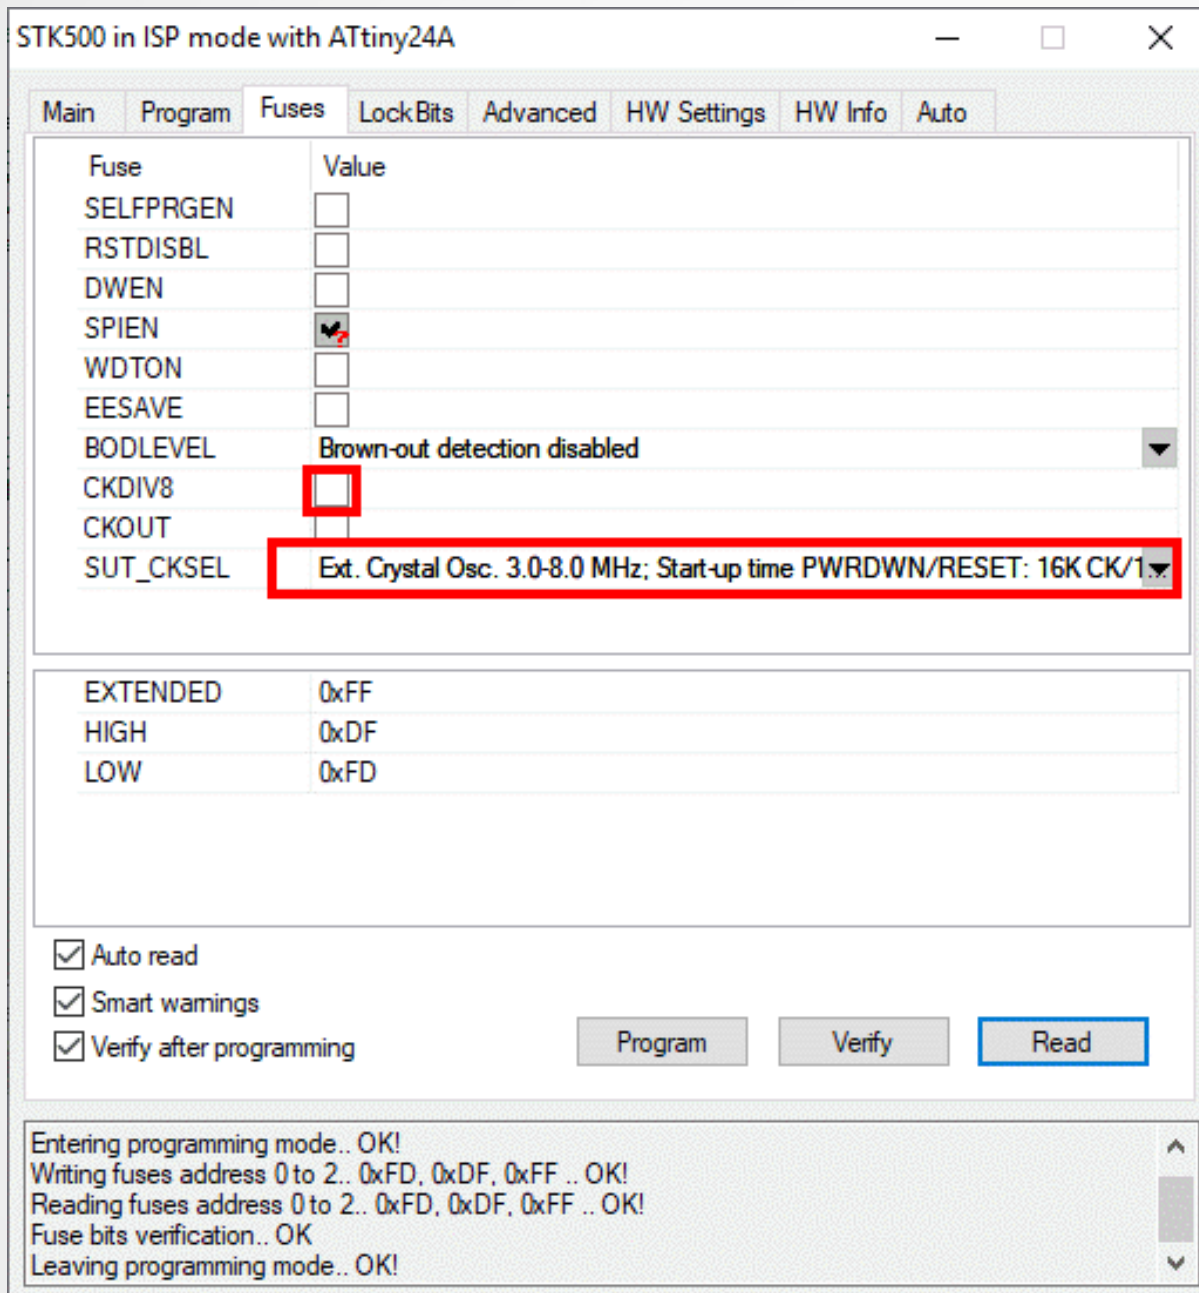 STK500 in ISP mode with ATtiny24A
Main Program Fuses LockBits Advanced HW Settings HW Info Auto
Fuse Value
SELFPRGEN
RSTDISBL
DWEN
SPIEN ?
WDTON
EESAVE
BODLEVEL Brown-out detection disabled
CKDIV8
CKOUT
SUT_CKSEL Ext. Crystal Osc. 3.0-8.0 MHz; Start-up time PWRDWN/RESET: 16K CK/1...
EXTENDED 0xFF
HIGH 0xDF
LOW 0xFD
Auto read
Smart warnings
Verify after programming
Program Verify Read
Entering programming mode.. OK!
Writing fuses address 0 to 2.. 0xFD, 0xDF, 0xFF .. OK!
Reading fuses address 0 to 2.. 0xFD, 0xDF, 0xFF .. OK!
Fuse bits verification.. OK
Leaving programming mode.. OK!